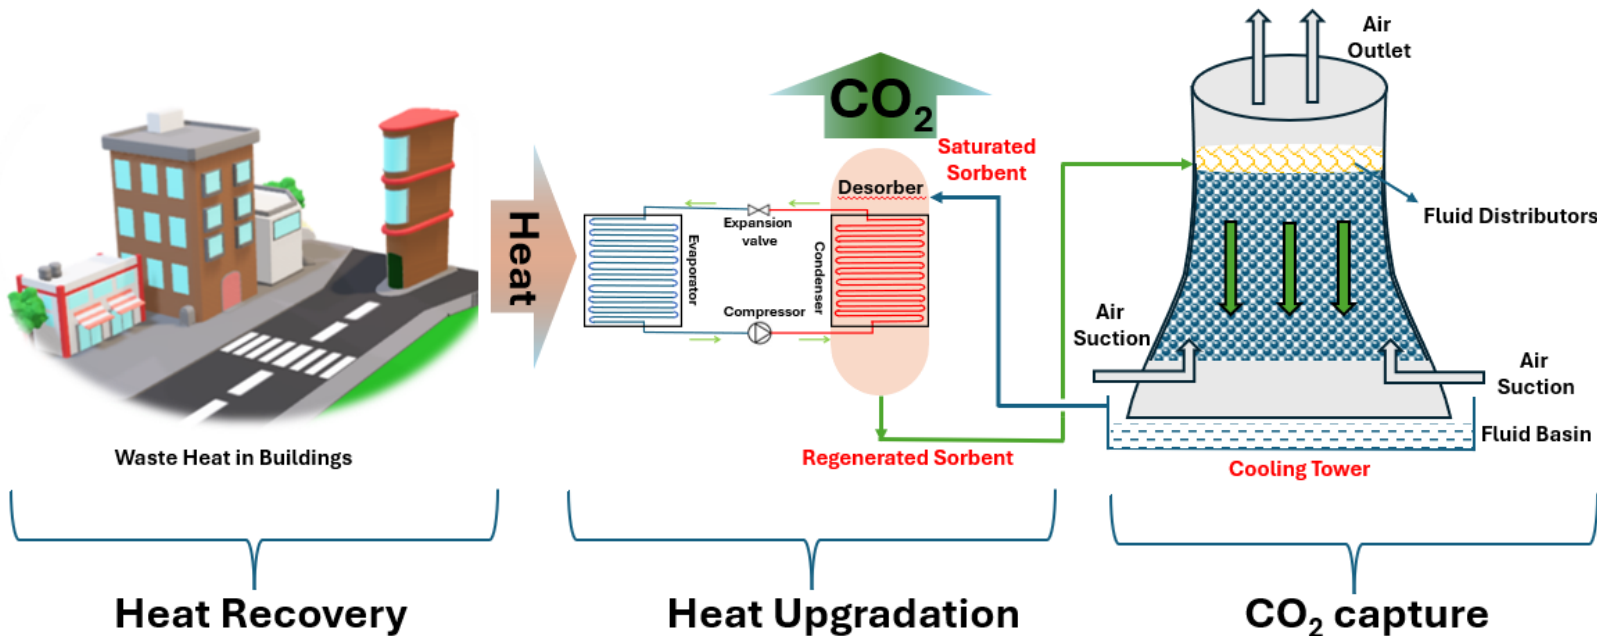 Air
Outlet
CO₂
Saturated
Sorbent
Desorber
Heat
Expansion
valve
Evaporator
Condenser
Compressor
Fluid Distributors
Air
Suction
Air
Suction
Fluid Basin
Waste Heat in Buildings
Regenerated Sorbent
Cooling Tower
Heat Recovery
Heat Upgradation
CO₂ capture